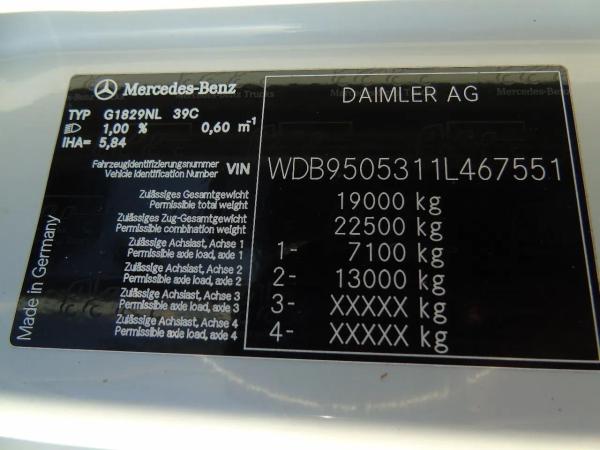 Mercedes-Benz
DAIMLER AG
TYP G1829NL 39C
1,00 % 0,60 m⁻¹
IHA= 5,84
Fahrzeugidentifizierungsnummer
Vehicle Identification Number VIN WDB9505311L467551
Zulässiges Gesamtgewicht
Permissible total weight 19000 kg
Zulässiges Zug-Gesamtgewicht
Permissible combination weight 22500 kg
Zulässige Achslast, Achse 1
Permissible axle load, axle 1 1- 7100 kg
Zulässige Achslast, Achse 2
Permissible axle load, axle 2 2- 13000 kg
Zulässige Achslast, Achse 3
Permissible axle load, axle 3 3- XXXXX kg
Zulässige Achslast, Achse 4
Permissible axle load, axle 4 4- XXXXX kg
Made in Germany